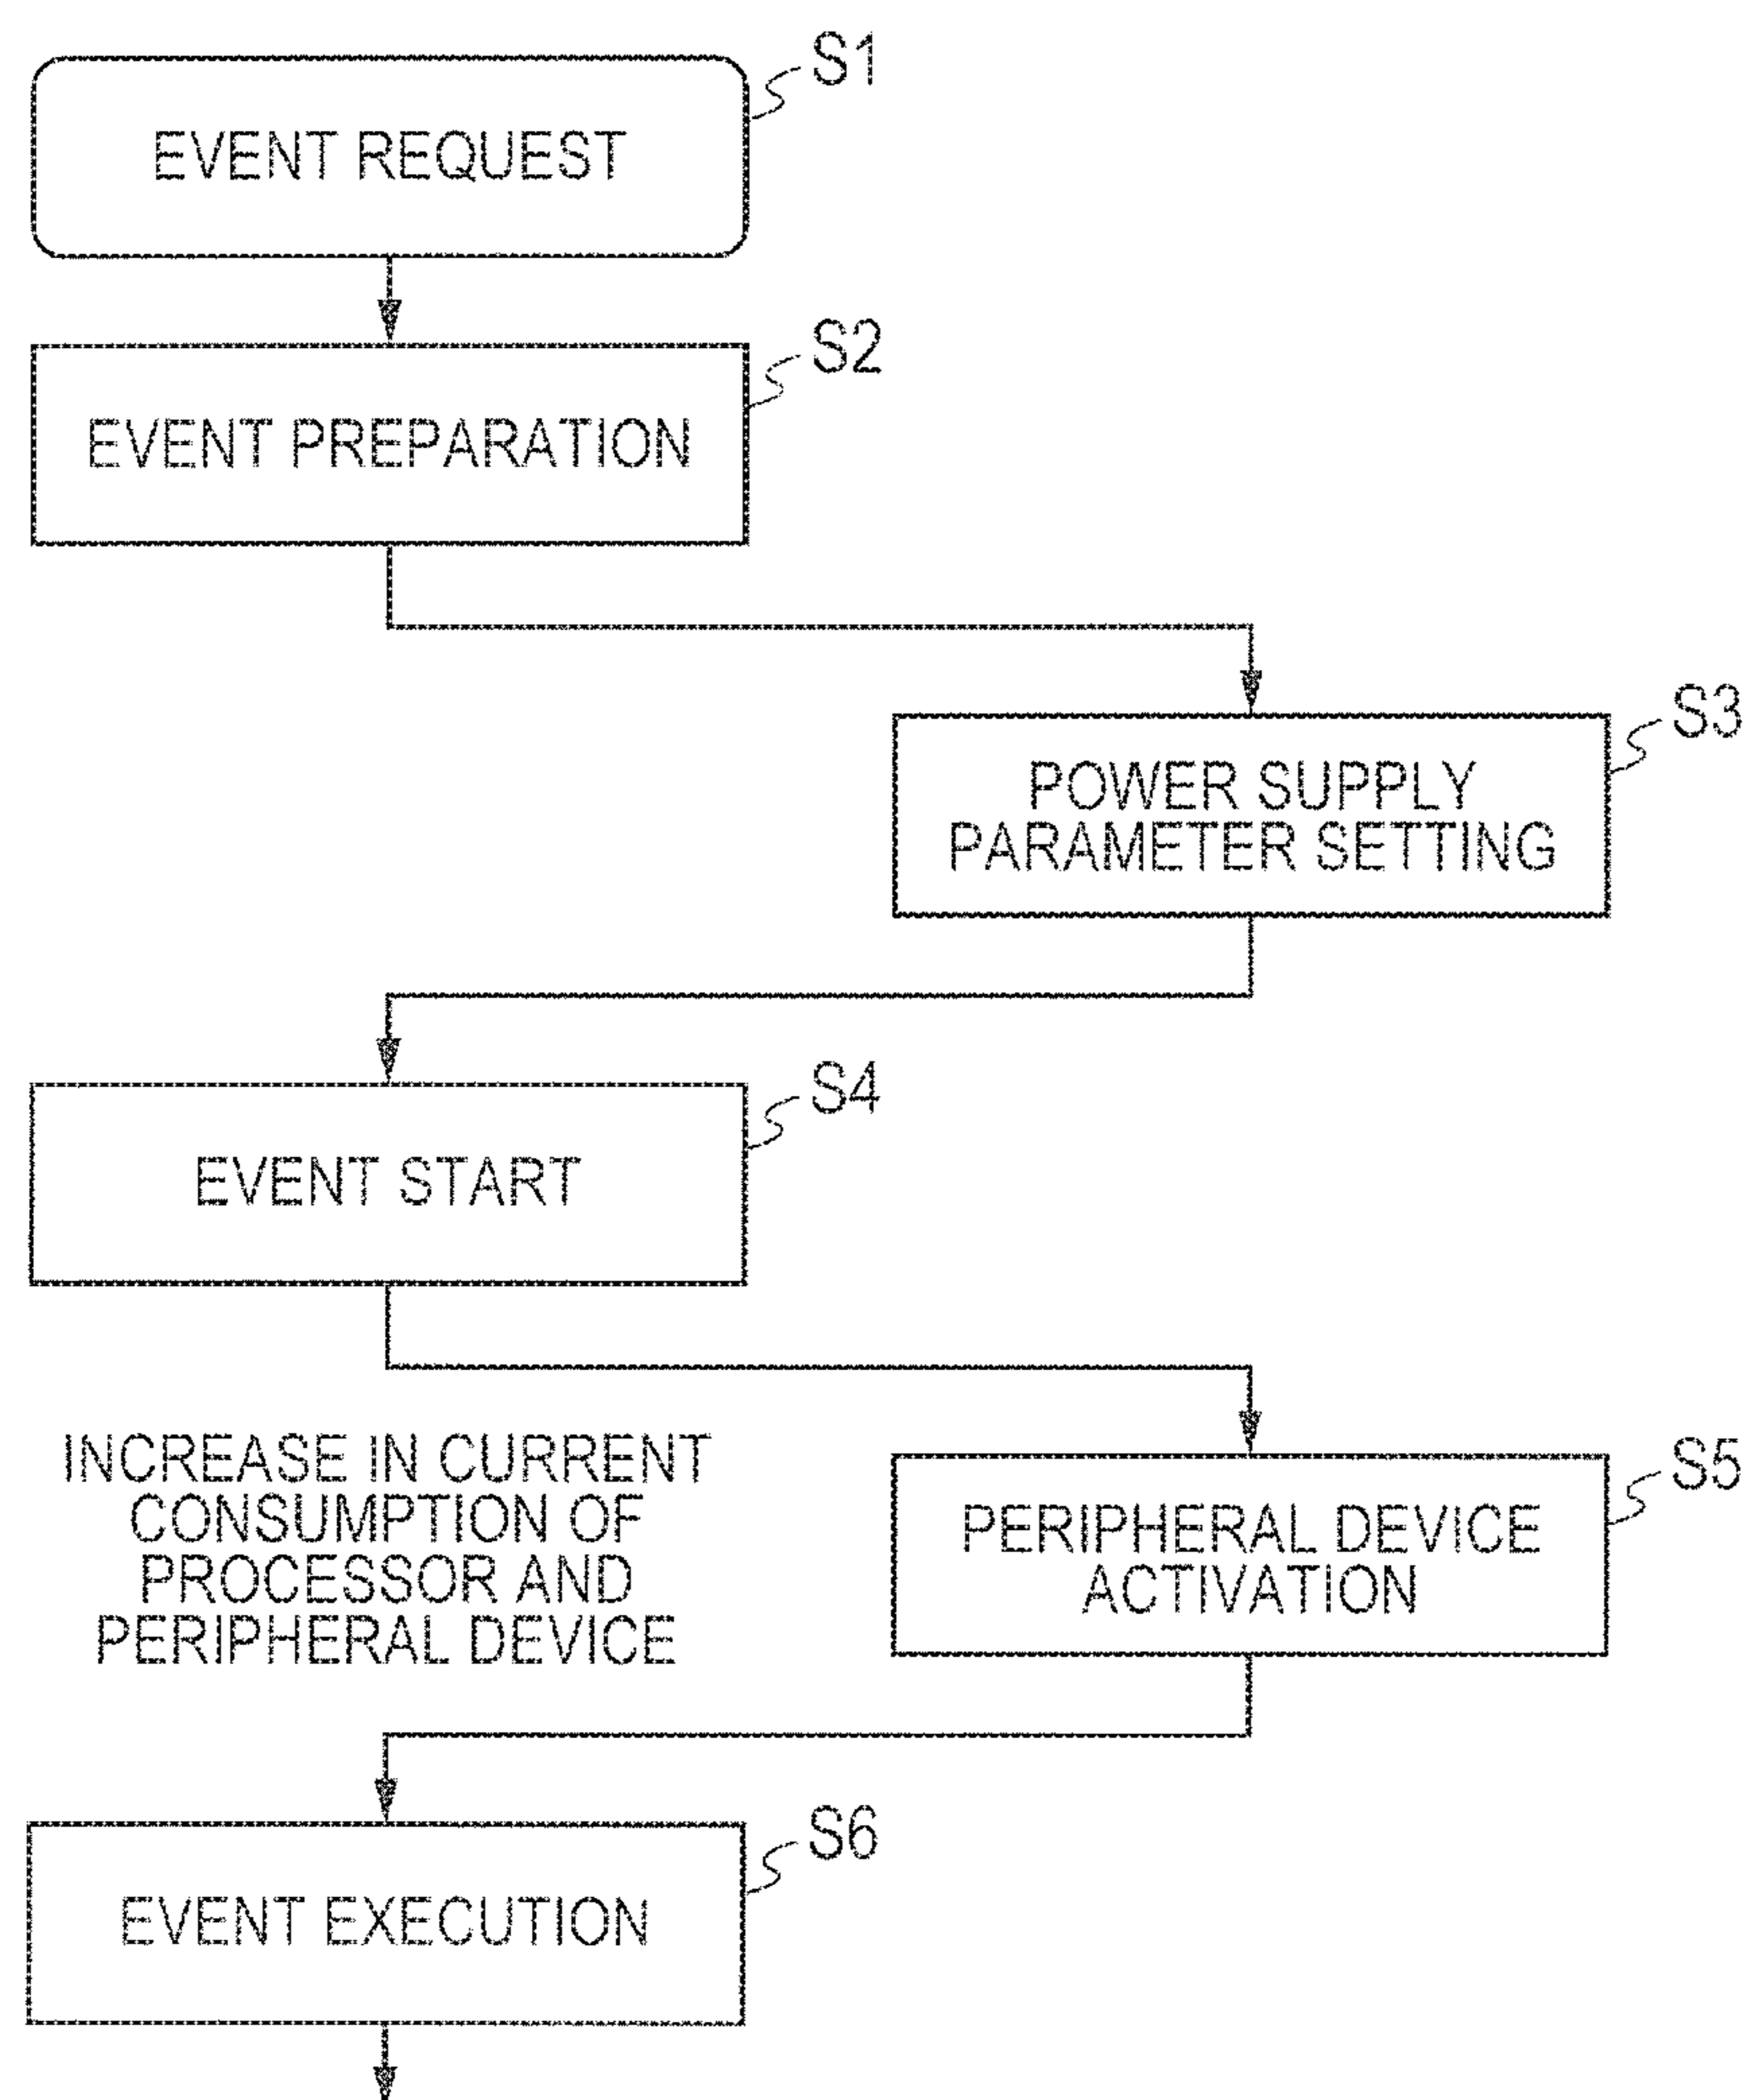 S1
EVENT REQUEST
S2
EVENT PREPARATION
S3
POWER SUPPLY
PARAMETER SETTING
S4
EVENT START
INCREASE IN CURRENT
CONSUMPTION OF
PROCESSOR AND
PERIPHERAL DEVICE
S5
PERIPHERAL DEVICE
ACTIVATION
S6
EVENT EXECUTION